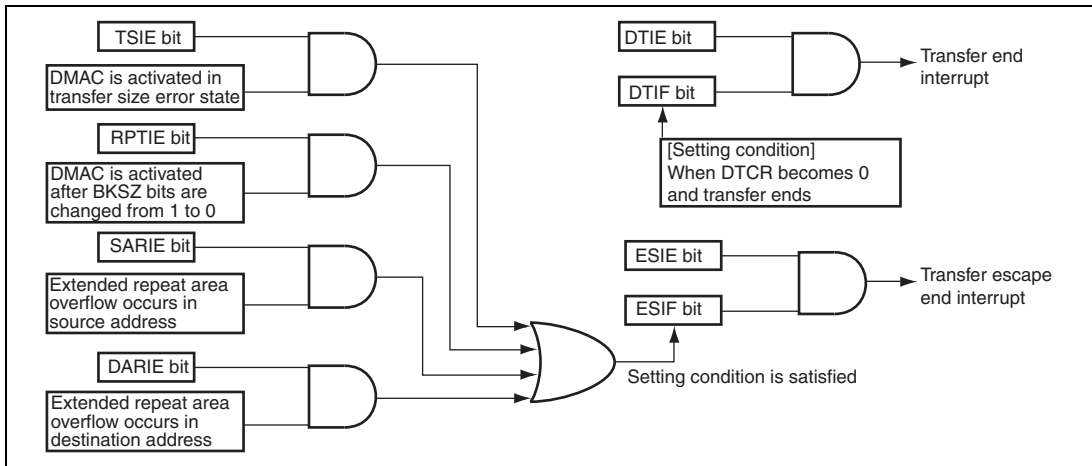 TSIE bit
DMAC is activated in
transfer size error state
RPTIE bit
DMAC is activated
after BKSZ bits are
changed from 1 to 0
SARIE bit
Extended repeat area
overflow occurs in
source address
DARIE bit
Extended repeat area
overflow occurs in
destination address
DTIE bit
DTIF bit
Transfer end
interrupt
[Setting condition]
When DTCR becomes 0
and transfer ends
ESIE bit
ESIF bit
Transfer escape
end interrupt
Setting condition is satisfied